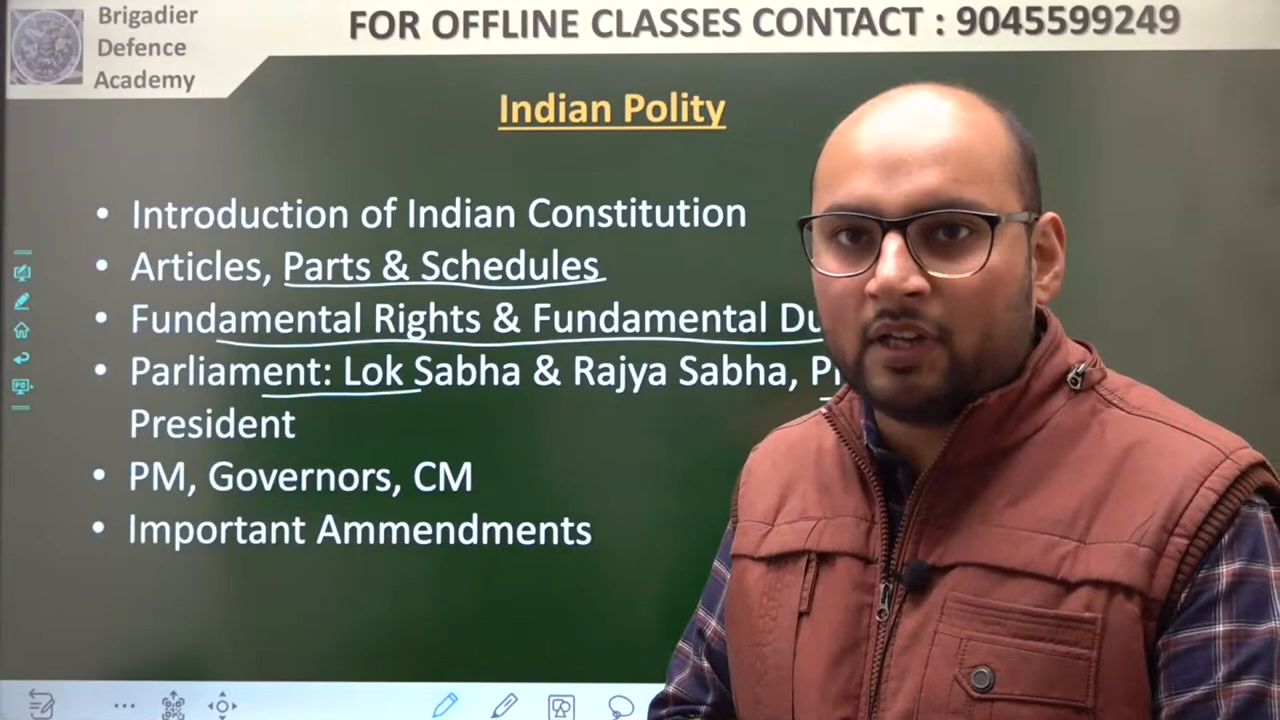 Brigadier
Defence
Academy
FOR OFFLINE CLASSES CONTACT : 9045599249
Indian Polity
• Introduction of Indian Constitution
• Articles, Parts & Schedules
• Fundamental Rights & Fundamental Du
• Parliament: Lok Sabha & Rajya Sabha,
President
• PM, Governors, CM
• Important Ammendments